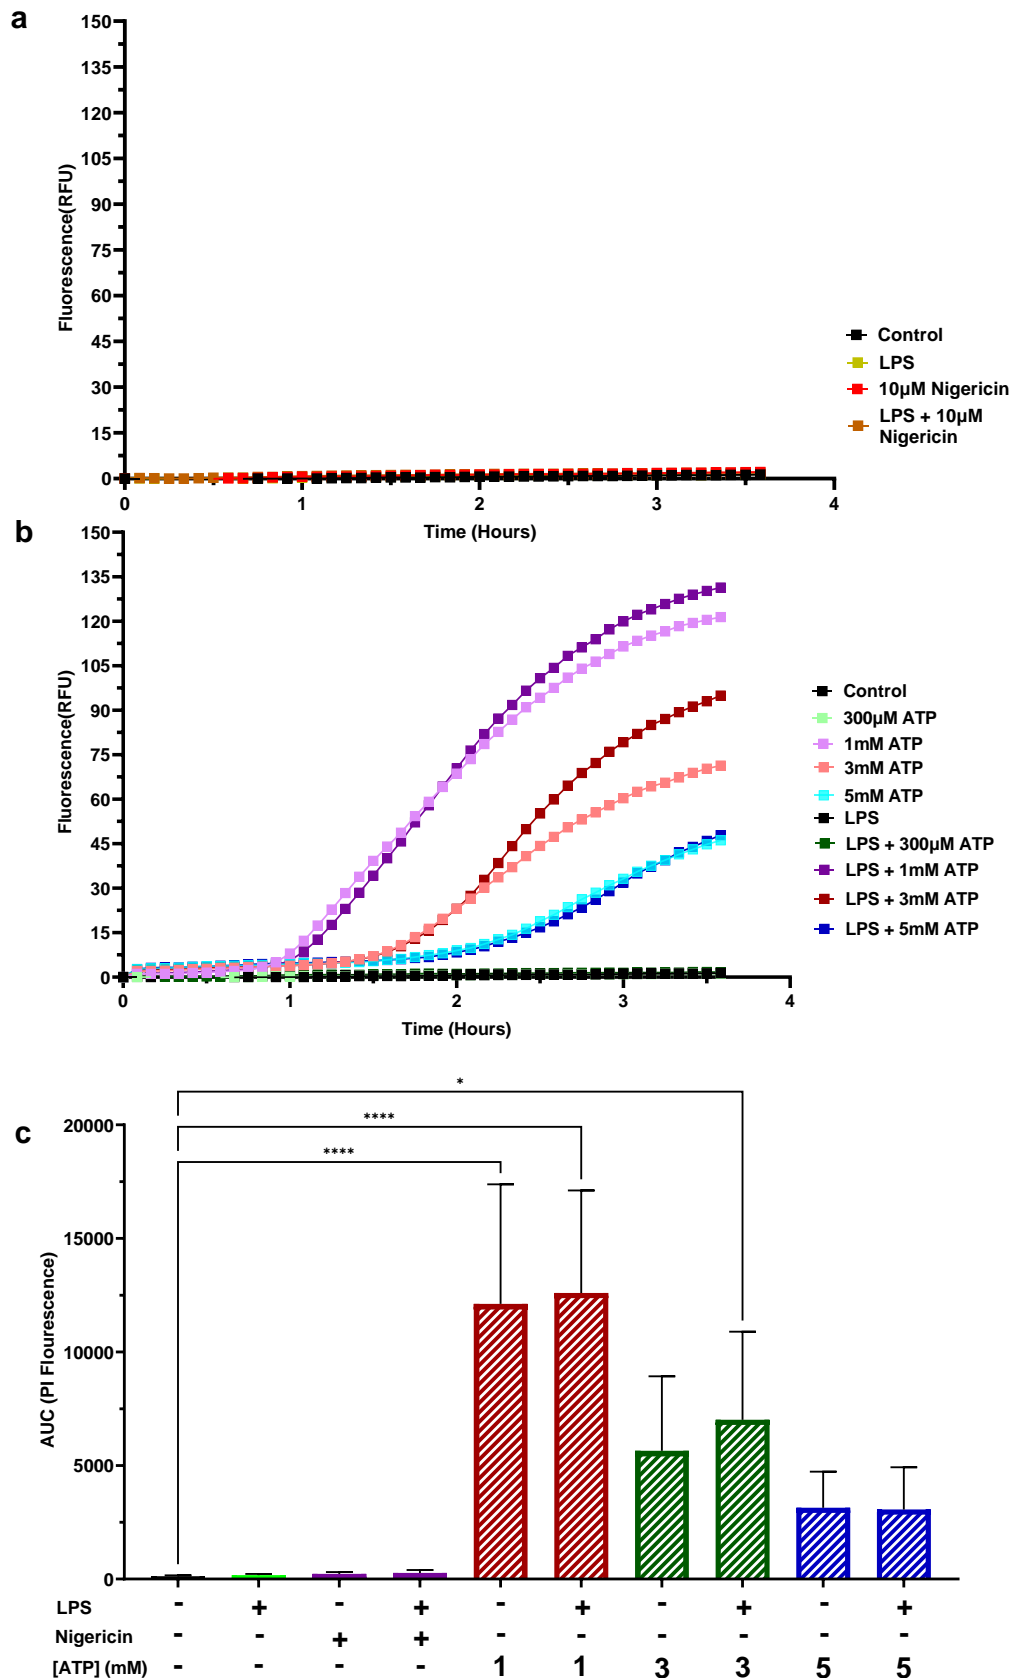 a
150
135
120
105
90
75
60
45
30
15
0
Fluorescence(RFU)
0 1 2 3 4
Time (Hours)
Control
LPS
10μM Nigericin
LPS + 10μM
Nigericin
b
150
135
120
105
90
75
60
45
30
15
0
Fluorescence(RFU)
0 1 2 3 4
Time (Hours)
Control
300μM ATP
1mM ATP
3mM ATP
5mM ATP
LPS
LPS + 300μM ATP
LPS + 1mM ATP
LPS + 3mM ATP
LPS + 5mM ATP
c
*
****
****
20000
15000
10000
5000
0
AUC (PI Flourescence)
LPS - + - + - + - + - +
Nigericin - - + + - - - - - -
[ATP] (mM) - - - - 1 1 3 3 5 5